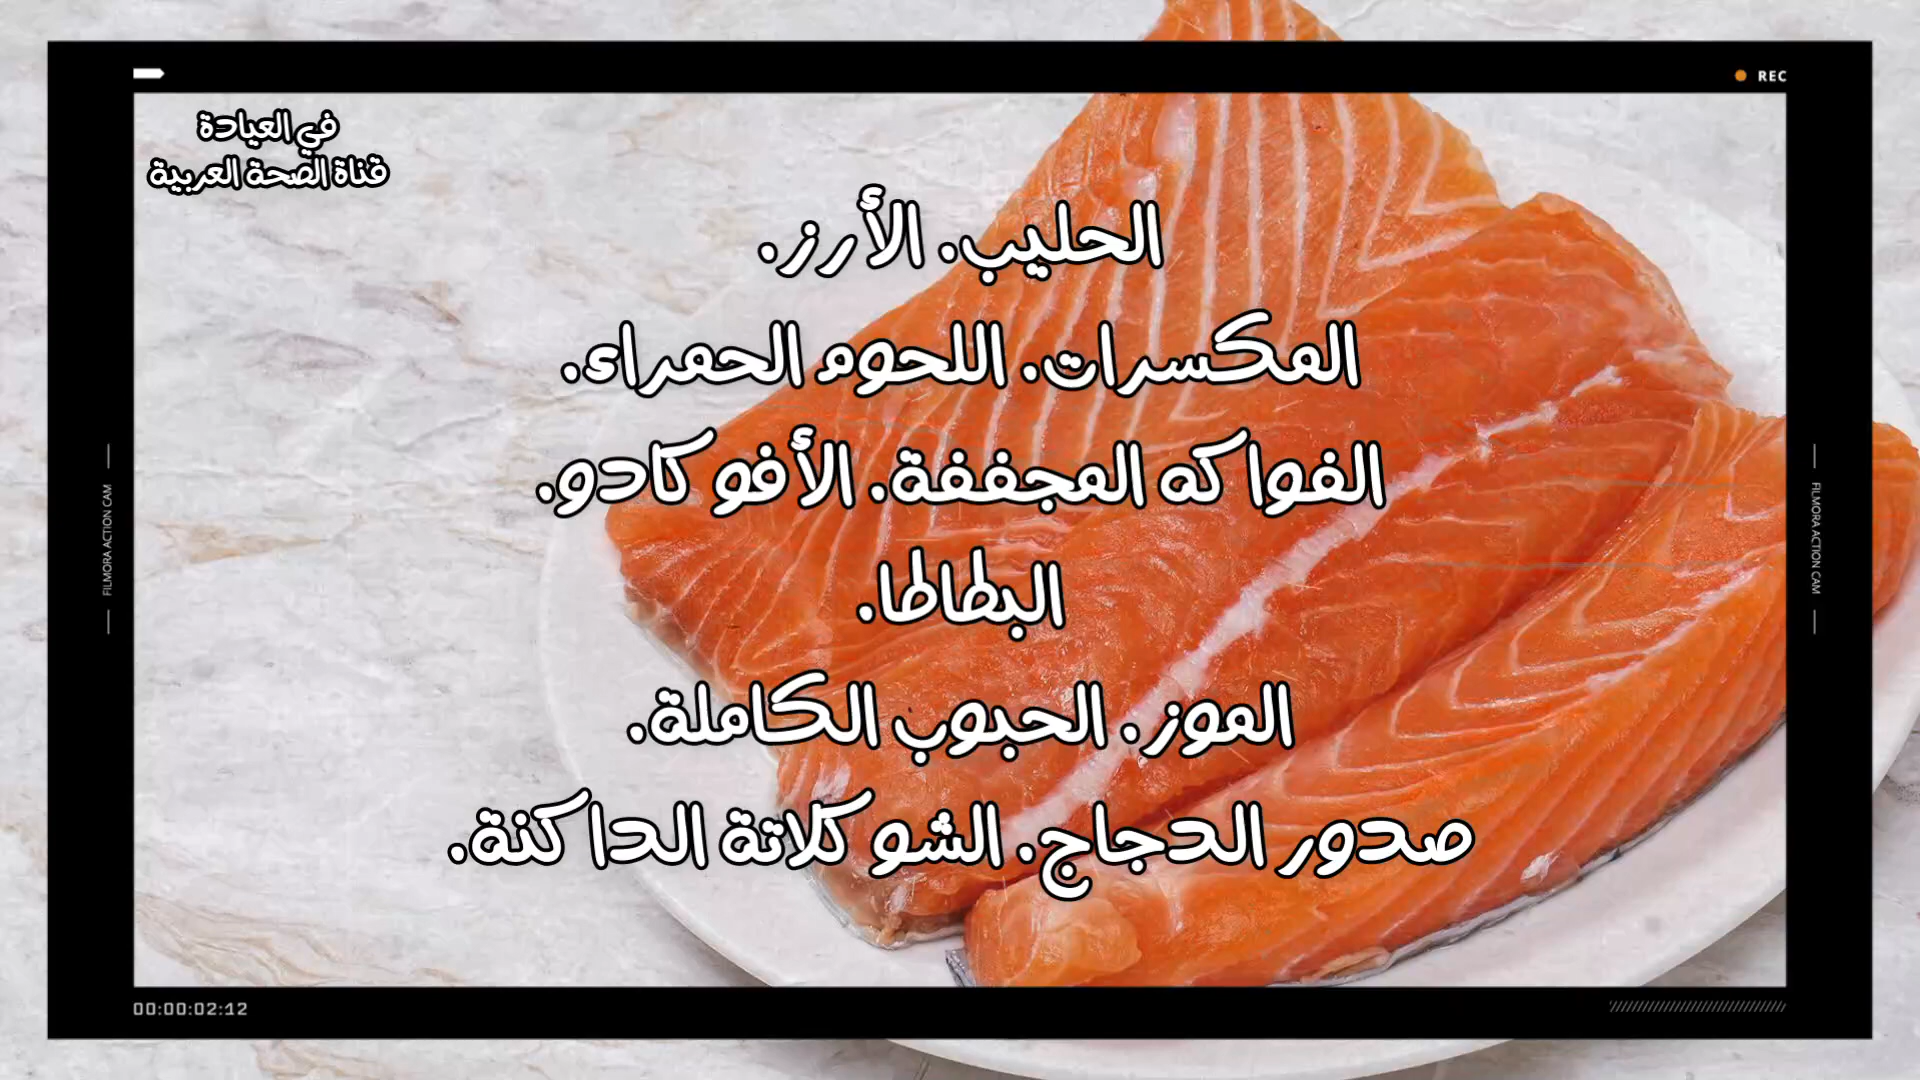 REC
في العيادة
قناة الصحة العربية
الحليب. الأرز.
المكسرات. اللحوم الحمراء.
الفواكه المجففة. الأفوكادو.
البطاطا.
الموز. الحبوب الكاملة.
صدور الدجاج. الشوكلاتة الداكنة.
FILMORA ACTION CAM
FILMORA ACTION CAM
00:00:02:12